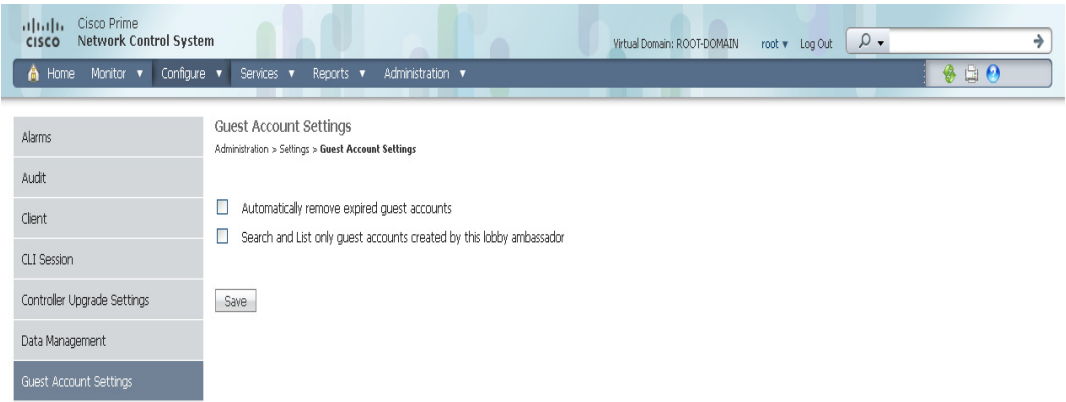 Cisco Prime
CISCO Network Control System
Virtual Domain: ROOT-DOMAIN root ▼ Log Out
Home Monitor ▼ Configure ▼ Services ▼ Reports ▼ Administration ▼
Alarms
Audit
Client
CLI Session
Controller Upgrade Settings
Data Management
Guest Account Settings
Guest Account Settings
Administration > Settings > Guest Account Settings
Automatically remove expired guest accounts
Search and List only guest accounts created by this lobby ambassador
Save